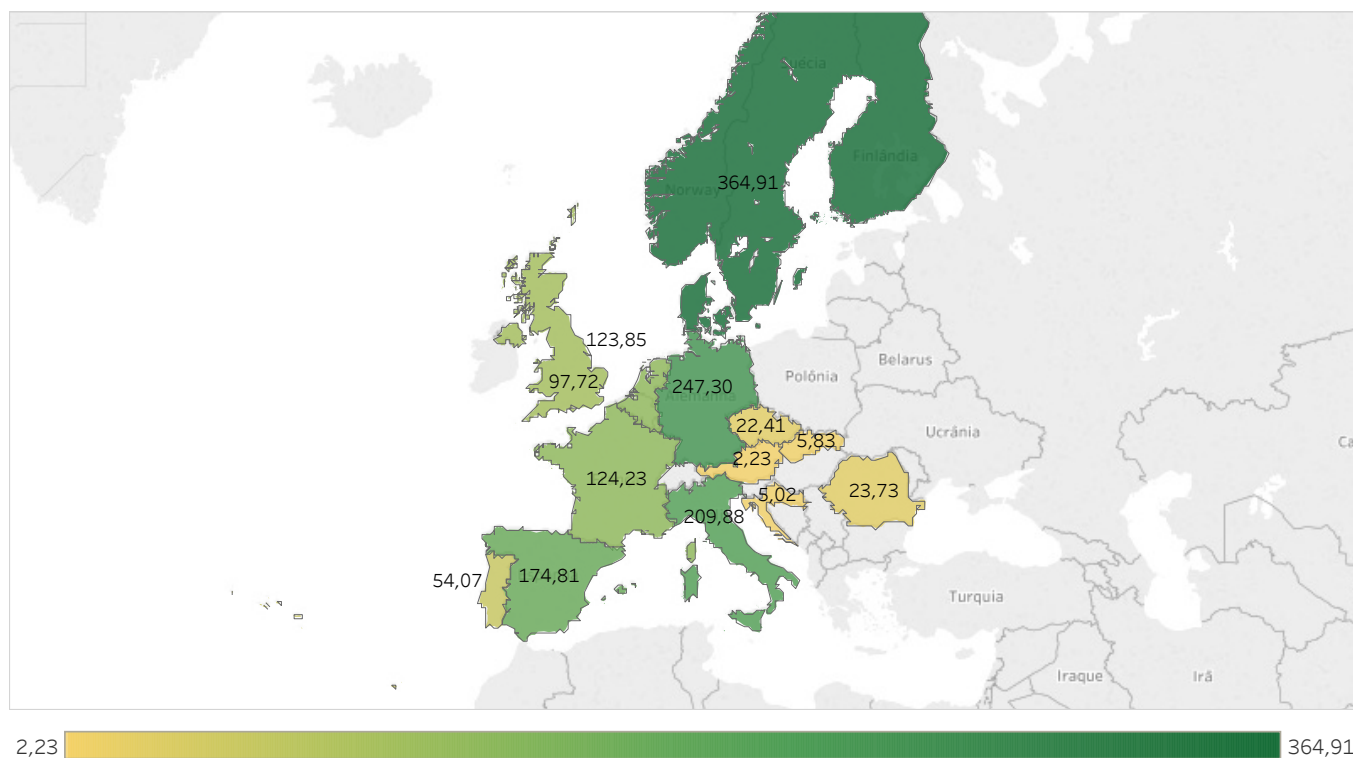 Suécia
Finlândia
Norway
364,91
123,85
97,72
247,30
Alemanha
Polónia
Belarus
Ucrânia
22,41
5,83
2,23
124,23
5,02
23,73
209,88
54,07
174,81
Turquia
Iraque
Irã
Ca
2,23
364,91